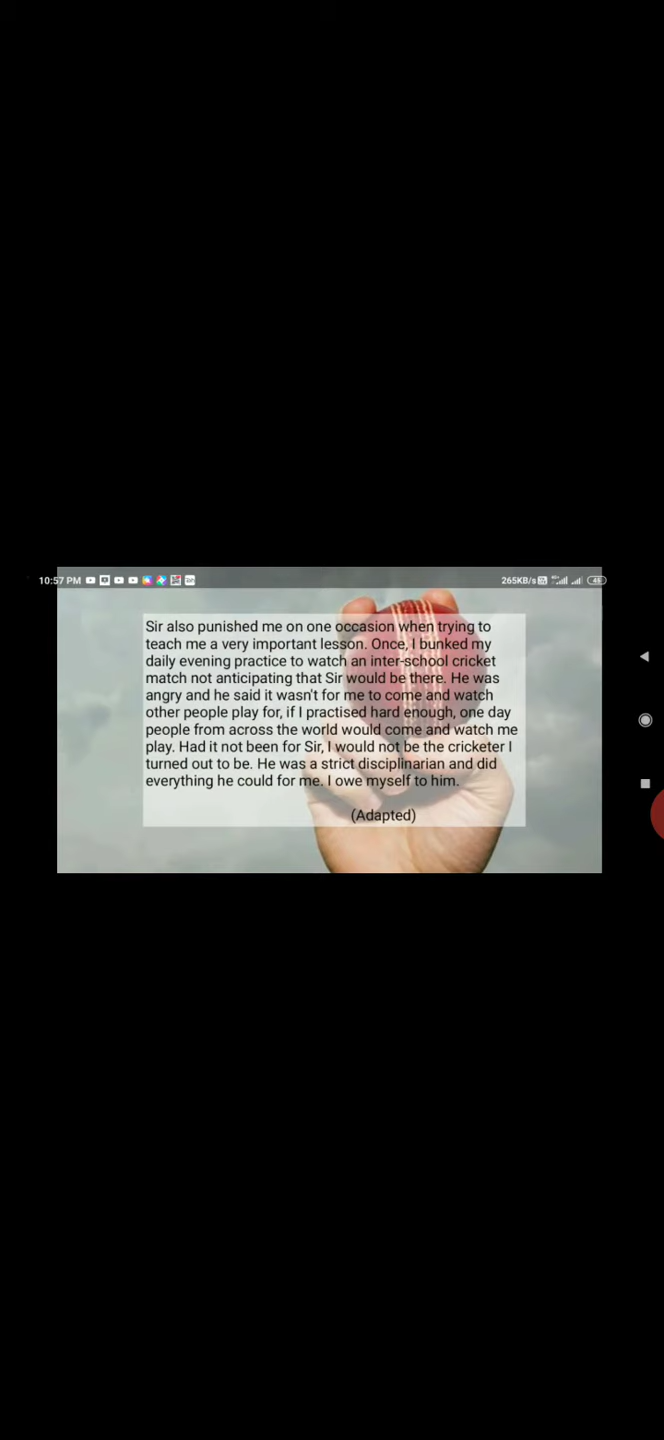 10:57 PM
265KB/s
45
Sir also punished me on one occasion when trying to
teach me a very important lesson. Once, I bunked my
daily evening practice to watch an inter-school cricket
match not anticipating that Sir would be there. He was
angry and he said it wasn't for me to come and watch
other people play for, if I practised hard enough, one day
people from across the world would come and watch me
play. Had it not been for Sir, I would not be the cricketer I
turned out to be. He was a strict disciplinarian and did
everything he could for me. I owe myself to him.
(Adapted)